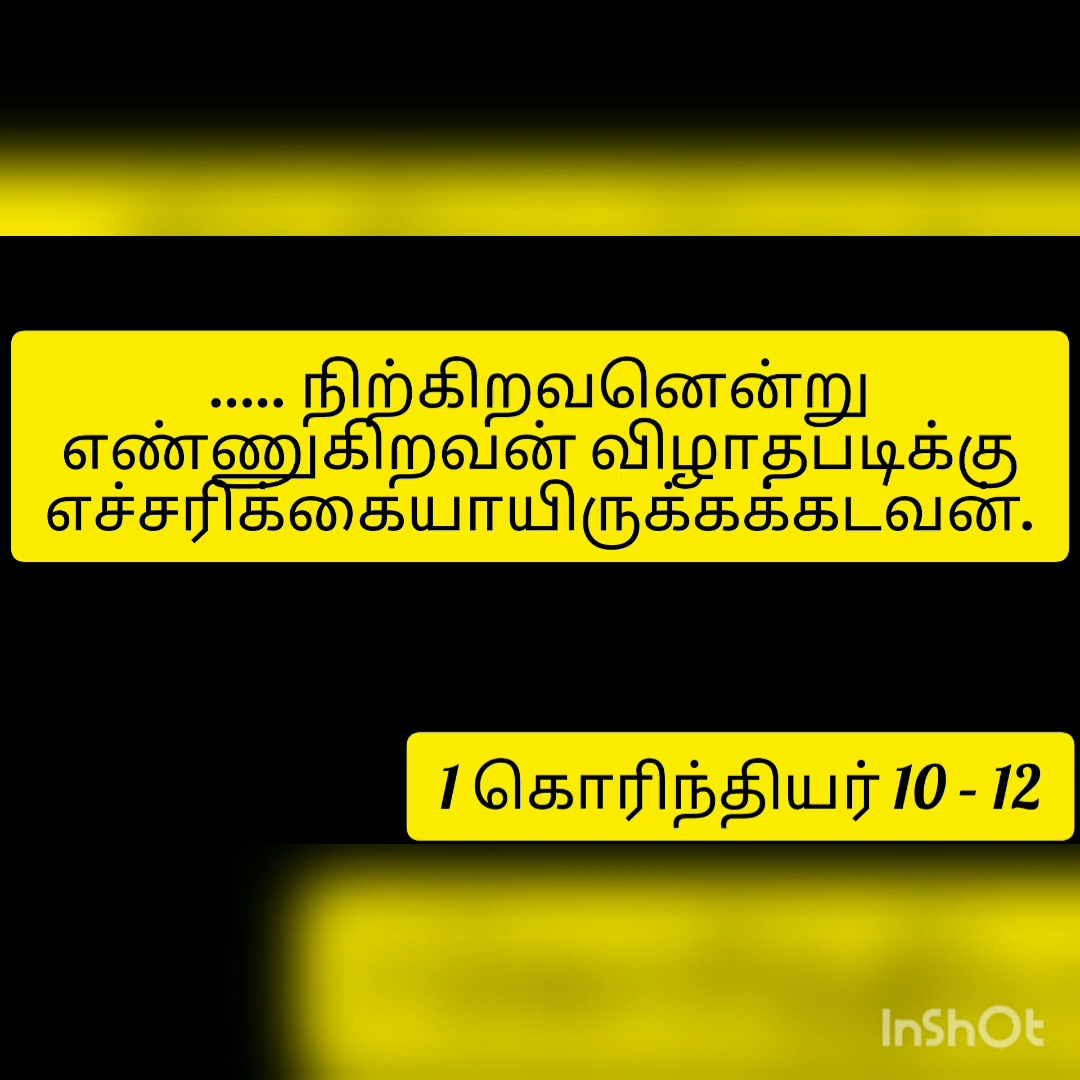 ..... நிற்கிறவனென்று
எண்ணுகிறவன் விழாதபடிக்கு
எச்சரிக்கையாயிருக்கக்கடவன்.
1 கொரிந்தியர் 10 - 12
InShOt